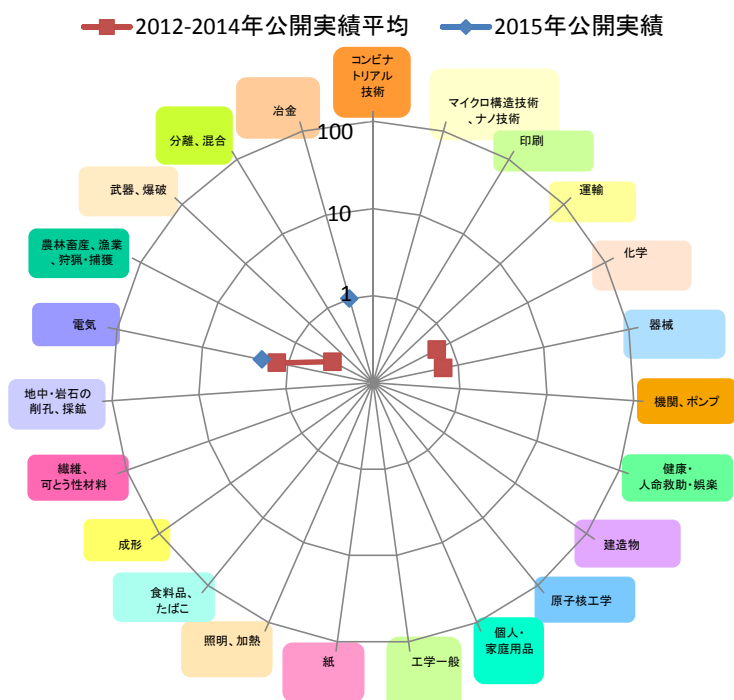 2012-2014年公開実績平均
2015年公開実績
コンビナ
トリアル
技術
マイクロ構造技術
、ナノ技術
印刷
運輸
化学
器械
機関、ポンプ
健康・
人命救助・娯楽
建造物
原子核工学
個人・
家庭用品
工学一般
紙
照明、加熱
食料品、
たばこ
成形
繊維、
可とう性材料
地中・岩石の
削孔、採鉱
電気
農林畜産、漁業
、狩猟・捕獲
武器、爆破
分離、混合
冶金
100
10
1